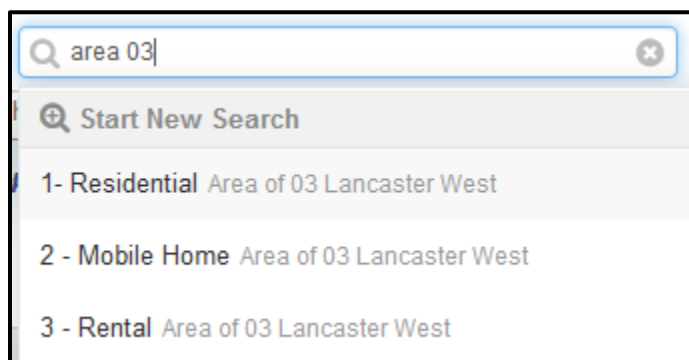 area 03
Start New Search
1- Residential Area of 03 Lancaster West
2 - Mobile Home Area of 03 Lancaster West
3 - Rental Area of 03 Lancaster West